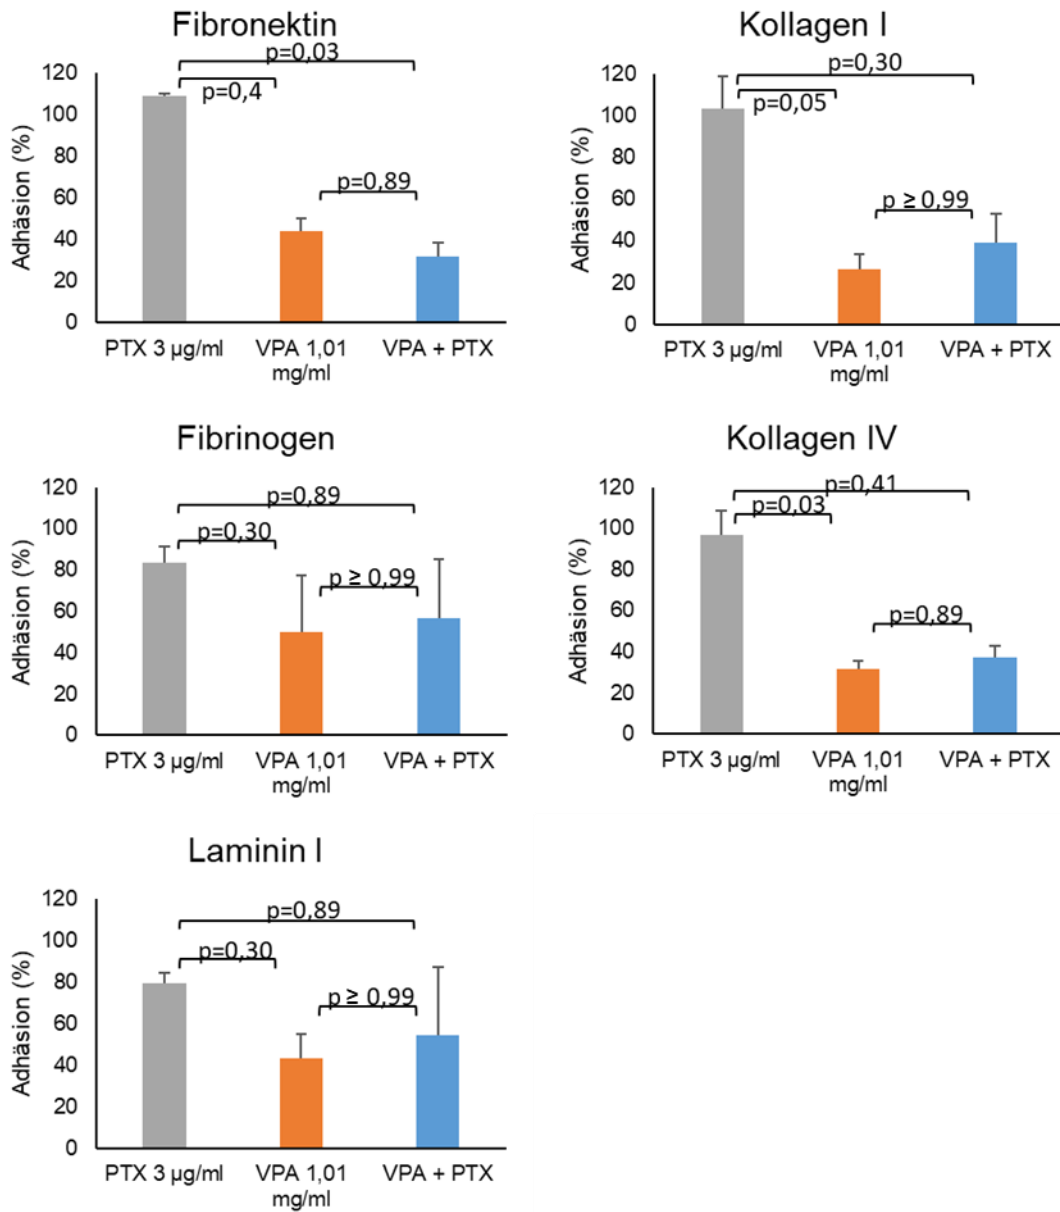 Fibronektin
p=0,03
p=0,4
p=0,89
Adhäsion (%)
120
100
80
60
40
20
0
PTX 3 µg/ml
VPA 1,01
mg/ml
VPA + PTX
Kollagen I
p=0,30
p=0,05
p ≥ 0,99
Adhäsion (%)
120
100
80
60
40
20
0
PTX 3 µg/ml
VPA 1,01
mg/ml
VPA + PTX
Fibrinogen
p=0,89
p=0,30
p ≥ 0,99
Adhäsion (%)
120
100
80
60
40
20
0
PTX 3 µg/ml
VPA 1,01
mg/ml
VPA + PTX
Kollagen IV
p=0,41
p=0,03
p=0,89
Adhäsion (%)
120
100
80
60
40
20
0
PTX 3 µg/ml
VPA 1,01
mg/ml
VPA + PTX
Laminin I
p=0,89
p=0,30
p ≥ 0,99
Adhäsion (%)
120
100
80
60
40
20
0
PTX 3 µg/ml
VPA 1,01
mg/ml
VPA + PTX